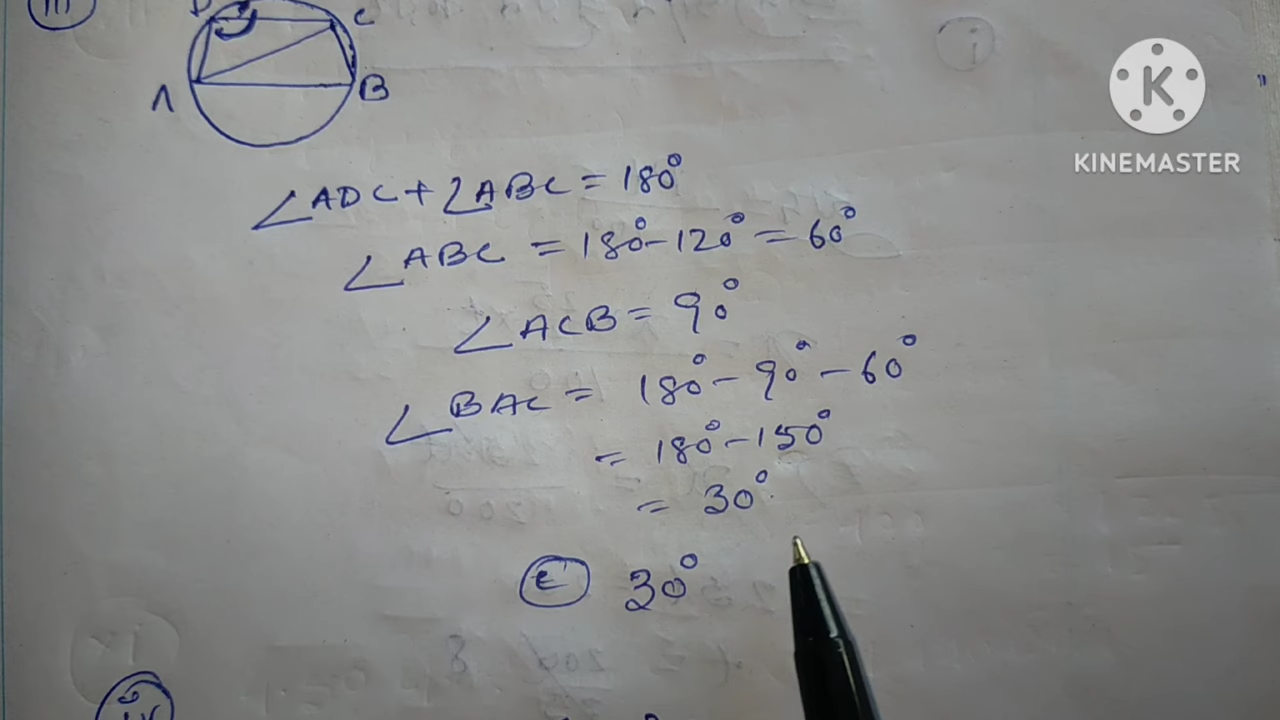 iii
D C
A B
K
KINEMASTER
∠ADC + ∠ABC = 180°
∠ABC = 180° - 120° = 60°
∠ACB = 90°
∠BAC = 180° - 90° - 60°
= 180° - 150°
= 30°
30°
iv